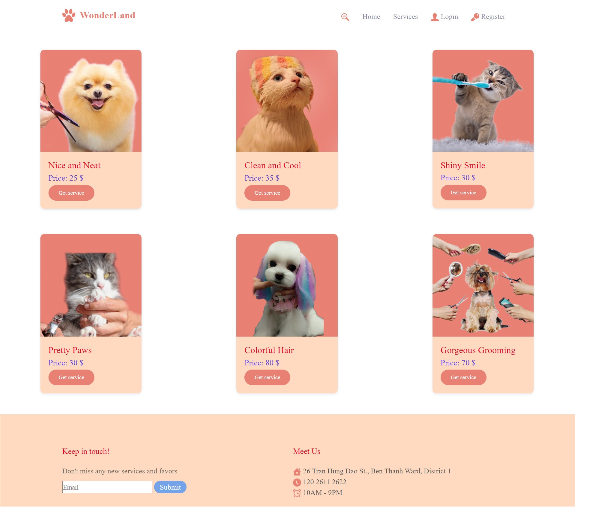 WonderLand
Home Services Login Register
Nice and Neat
Price: 25 $
Get service
Clean and Cool
Price: 35 $
Get service
Shiny Smile
Price: 30 $
Get service
Pretty Paws
Price: 30 $
Get service
Colorful Hair
Price: 80 $
Get service
Gorgeous Grooming
Price: 70 $
Get service
Keep in touch!
Don't miss any new services and favors
Email Submit
Meet Us
26 Tran Hung Dao St., Ben Thanh Ward, District 1
120 2611 2622
10AM - 9PM